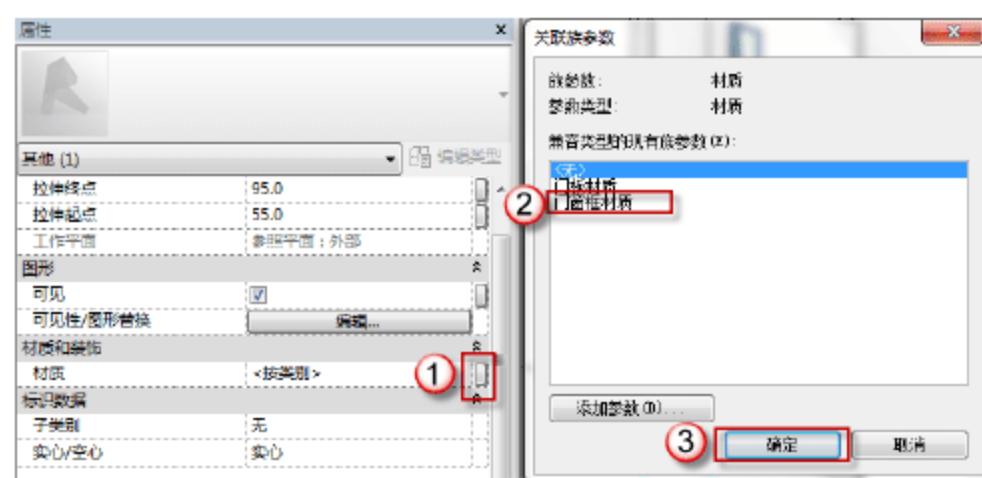 属性
其他 (1)
编辑类型
拉伸终点 95.0
拉伸起点 55.0
工作平面 参照平面：外部
图形
可见
可见性/图形替换 编辑...
材质和装饰
材质 <按类别>
1
标识数据
子类别 无
实心/空心 实心
关联族参数
族参数： 材质
参数类型： 材质
兼容类型的现有族参数(E)：
<无>
门板材质
2
门窗框材质
添加参数(D)...
3
确定
取消